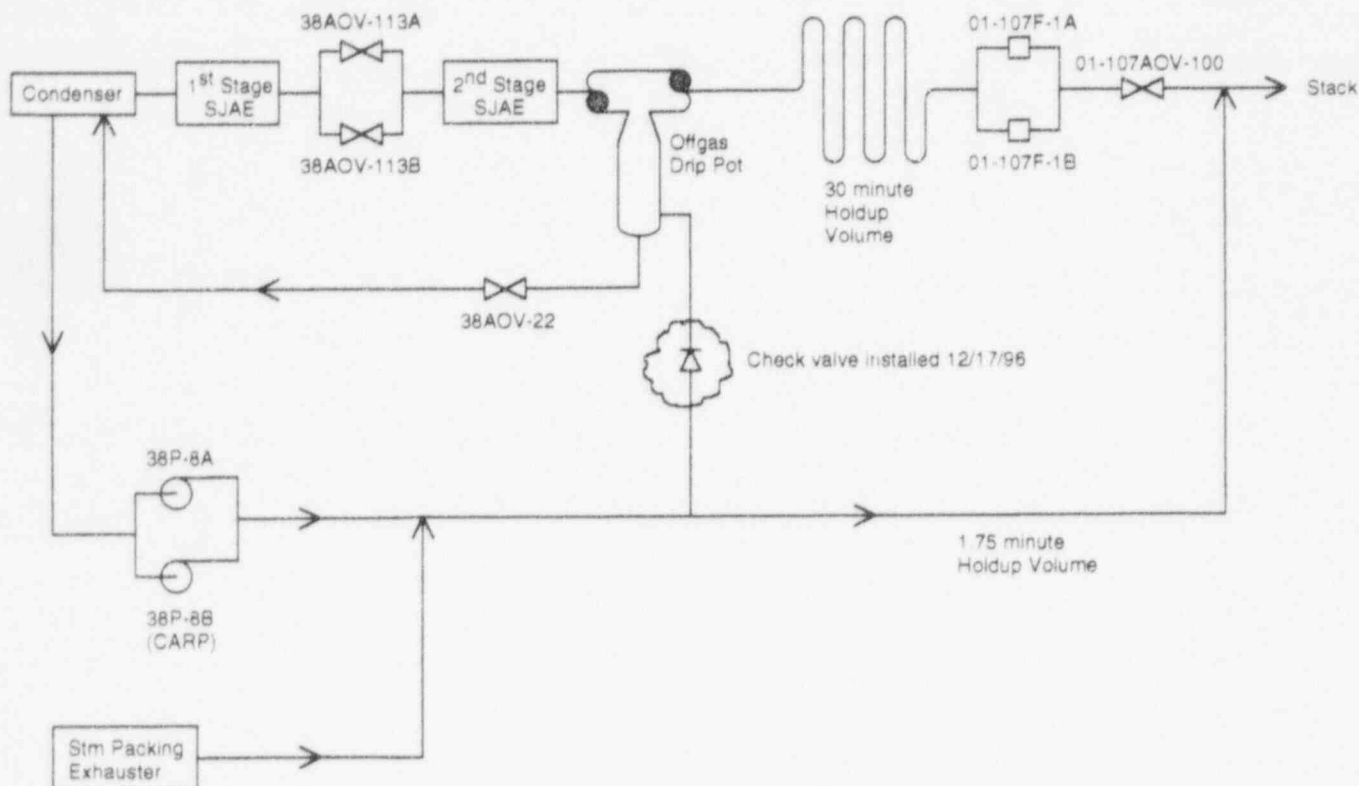 38AOV-113A
01-107F-1A
01-107AOV-100
Condenser
1st Stage
SJAE
2nd Stage
SJAE
Stack
38AOV-113B
Offgas
Drip Pot
01-107F-1B
30 minute
Holdup
Volume
38AOV-22
Check valve installed 12/17/96
38P-8A
1.75 minute
Holdup Volume
38P-8B
(CARP)
Stm Packing
Exhauster